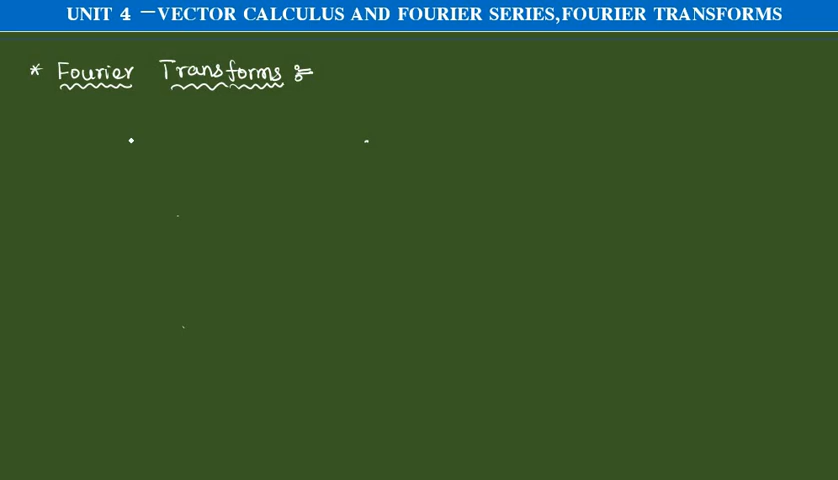 UNIT 4 —VECTOR CALCULUS AND FOURIER SERIES,FOURIER TRANSFORMS
* Fourier Transforms :-